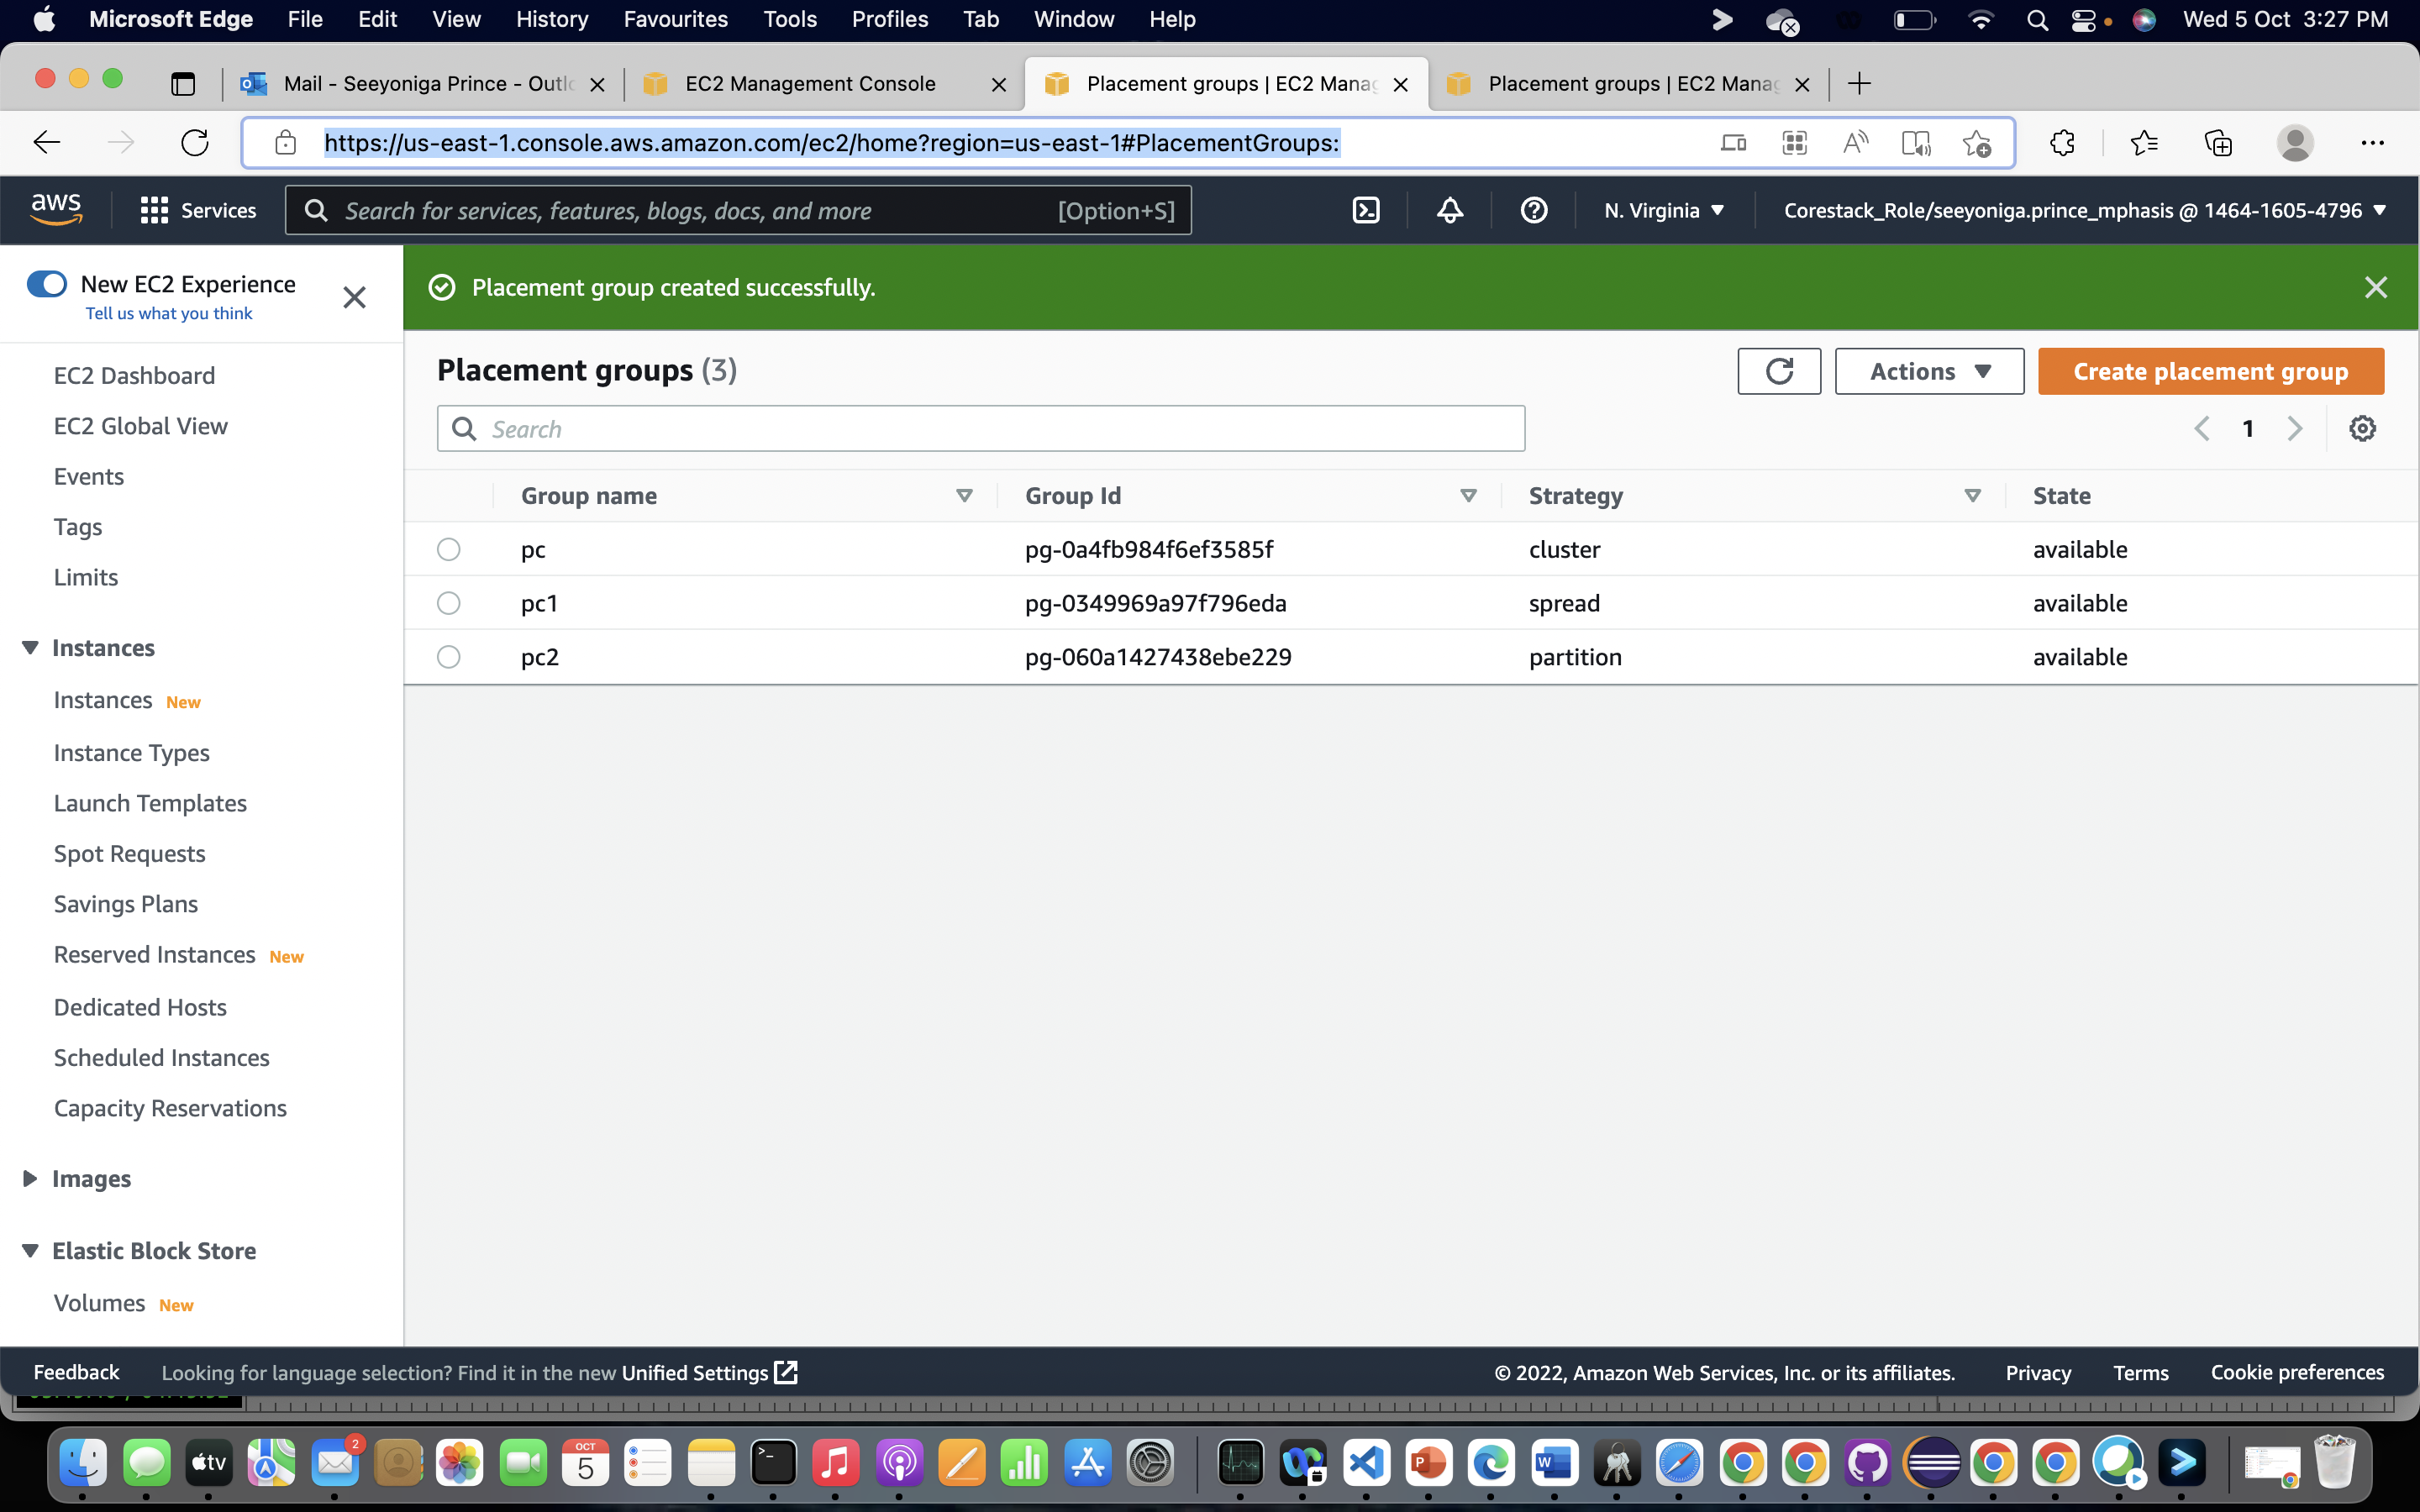 Microsoft Edge File Edit View History Favourites Tools Profiles Tab Window Help Wed 5 Oct 3:27 PM
Mail - Seeyoniga Prince - Outlo EC2 Management Console Placement groups | EC2 Manag Placement groups | EC2 Manag
https://us-east-1.console.aws.amazon.com/ec2/home?region=us-east-1#PlacementGroups:
aws Services Search for services, features, blogs, docs, and more [Option+S] N. Virginia Corestack_Role/seeyoniga.prince_mphasis @ 1464-1605-4796
New EC2 Experience
Tell us what you think
EC2 Dashboard
EC2 Global View
Events
Tags
Limits
Instances
Instances New
Instance Types
Launch Templates
Spot Requests
Savings Plans
Reserved Instances New
Dedicated Hosts
Scheduled Instances
Capacity Reservations
Images
Elastic Block Store
Volumes New
Placement group created successfully.
Placement groups (3) Actions Create placement group
Search 1
Group name Group Id Strategy State
pc pg-0a4fb984f6ef3585f cluster available
pc1 pg-0349969a97f796eda spread available
pc2 pg-060a1427438ebe229 partition available
Feedback Looking for language selection? Find it in the new Unified Settings © 2022, Amazon Web Services, Inc. or its affiliates. Privacy Terms Cookie preferences
tv 2 OCT 5 P W